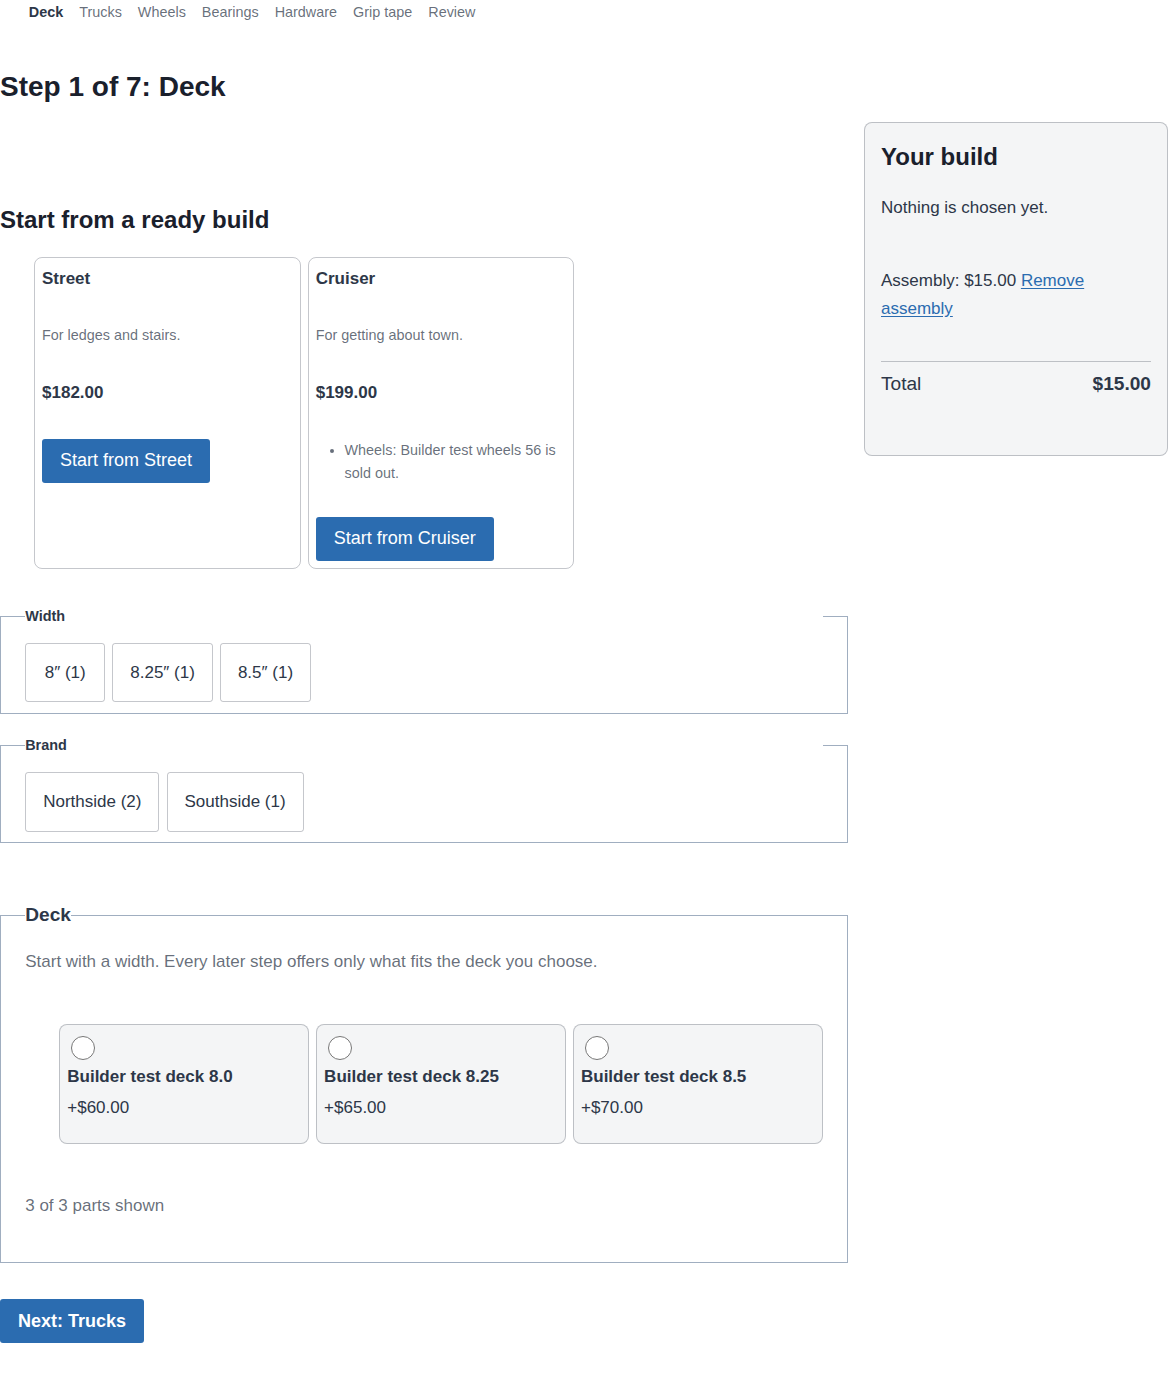 Deck Trucks Wheels Bearings Hardware Grip tape Review
Step 1 of 7: Deck
Start from a ready build
Street
For ledges and stairs.
$182.00
Start from Street
Cruiser
For getting about town.
$199.00
Wheels: Builder test wheels 56 is
sold out.
Start from Cruiser
Width
8″ (1)
8.25″ (1)
8.5″ (1)
Brand
Northside (2)
Southside (1)
Deck
Start with a width. Every later step offers only what fits the deck you choose.
Builder test deck 8.0
+$60.00
Builder test deck 8.25
+$65.00
Builder test deck 8.5
+$70.00
3 of 3 parts shown
Next: Trucks
Your build
Nothing is chosen yet.
Assembly: $15.00 Remove
assembly
Total $15.00